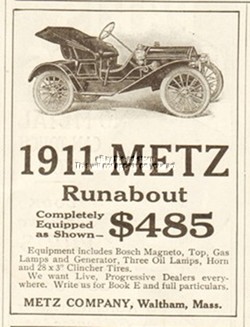 1911 METZ
Runabout
Completely
Equipped
as Shown—
$485
Equipment includes Bosch Magneto, Top, Gas
Lamps and Generator, Three Oil Lamps, Horn
and 28 x 3" Clincher Tires.
We want Live, Progressive Dealers every-
where. Write us for Book E and full particulars.
METZ COMPANY, Waltham, Mass.